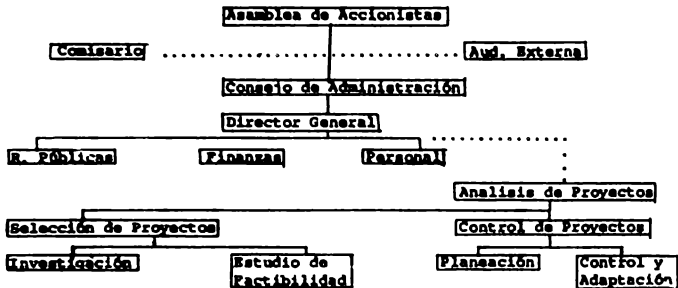 Asamblea de Accionistas
Comisario
Aud. Externa
Consejo de Administración
Director General
R. Públicas
Finanzas
Personal
Analisis de Proyectos
Selección de Proyectos
Control de Proyectos
Investigación
Estudio de
Factibilidad
Planeación
Control y
Adaptación